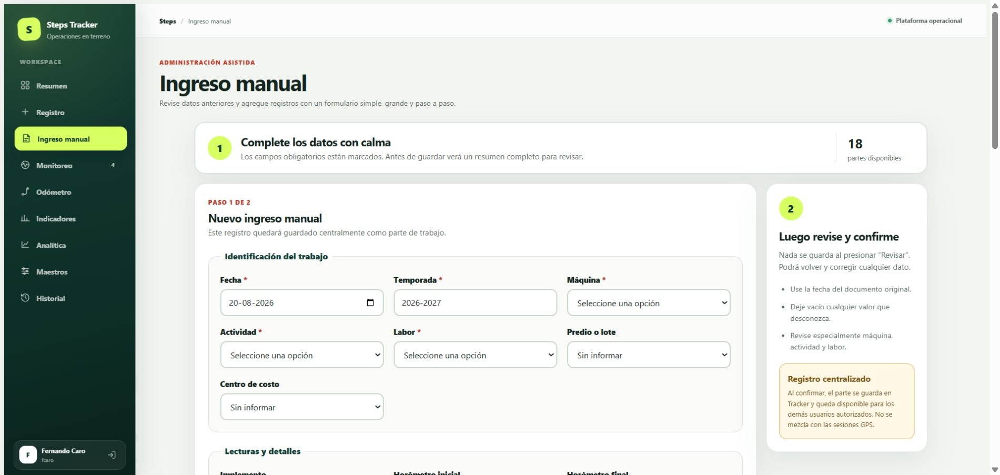 S
Steps Tracker
Operaciones en terreno
WORKSPACE
Resumen
Registro
Ingreso manual
Monitoreo 4
Odómetro
Indicadores
Analítica
Maestros
Historial
F
Fernando Caro
fcaro
Steps / Ingreso manual
Plataforma operacional
ADMINISTRACIÓN ASISTIDA
Ingreso manual
Revise datos anteriores y agregue registros con un formulario simple, grande y paso a paso.
1
Complete los datos con calma
Los campos obligatorios están marcados. Antes de guardar verá un resumen completo para revisar.
18
partes disponibles
PASO 1 DE 2
Nuevo ingreso manual
Este registro quedará guardado centralmente como parte de trabajo.
Identificación del trabajo
Fecha * Temporada * Máquina *
20-08-2026 2026-2027 Seleccione una opción
Actividad * Labor * Predio o lote
Seleccione una opción Seleccione una opción Sin informar
Centro de costo
Sin informar
Lecturas y detalles
Implemento Horómetro inicial Horómetro final
2
Luego revise y confirme
Nada se guarda al presionar “Revisar”.
Podrá volver y corregir cualquier dato.
• Use la fecha del documento original.
• Deje vacío cualquier valor que
desconozca.
• Revise especialmente máquina,
actividad y labor.
Registro centralizado
Al confirmar, el parte se guarda en
Tracker y queda disponible para los
demás usuarios autorizados. No se
mezcla con las sesiones GPS.